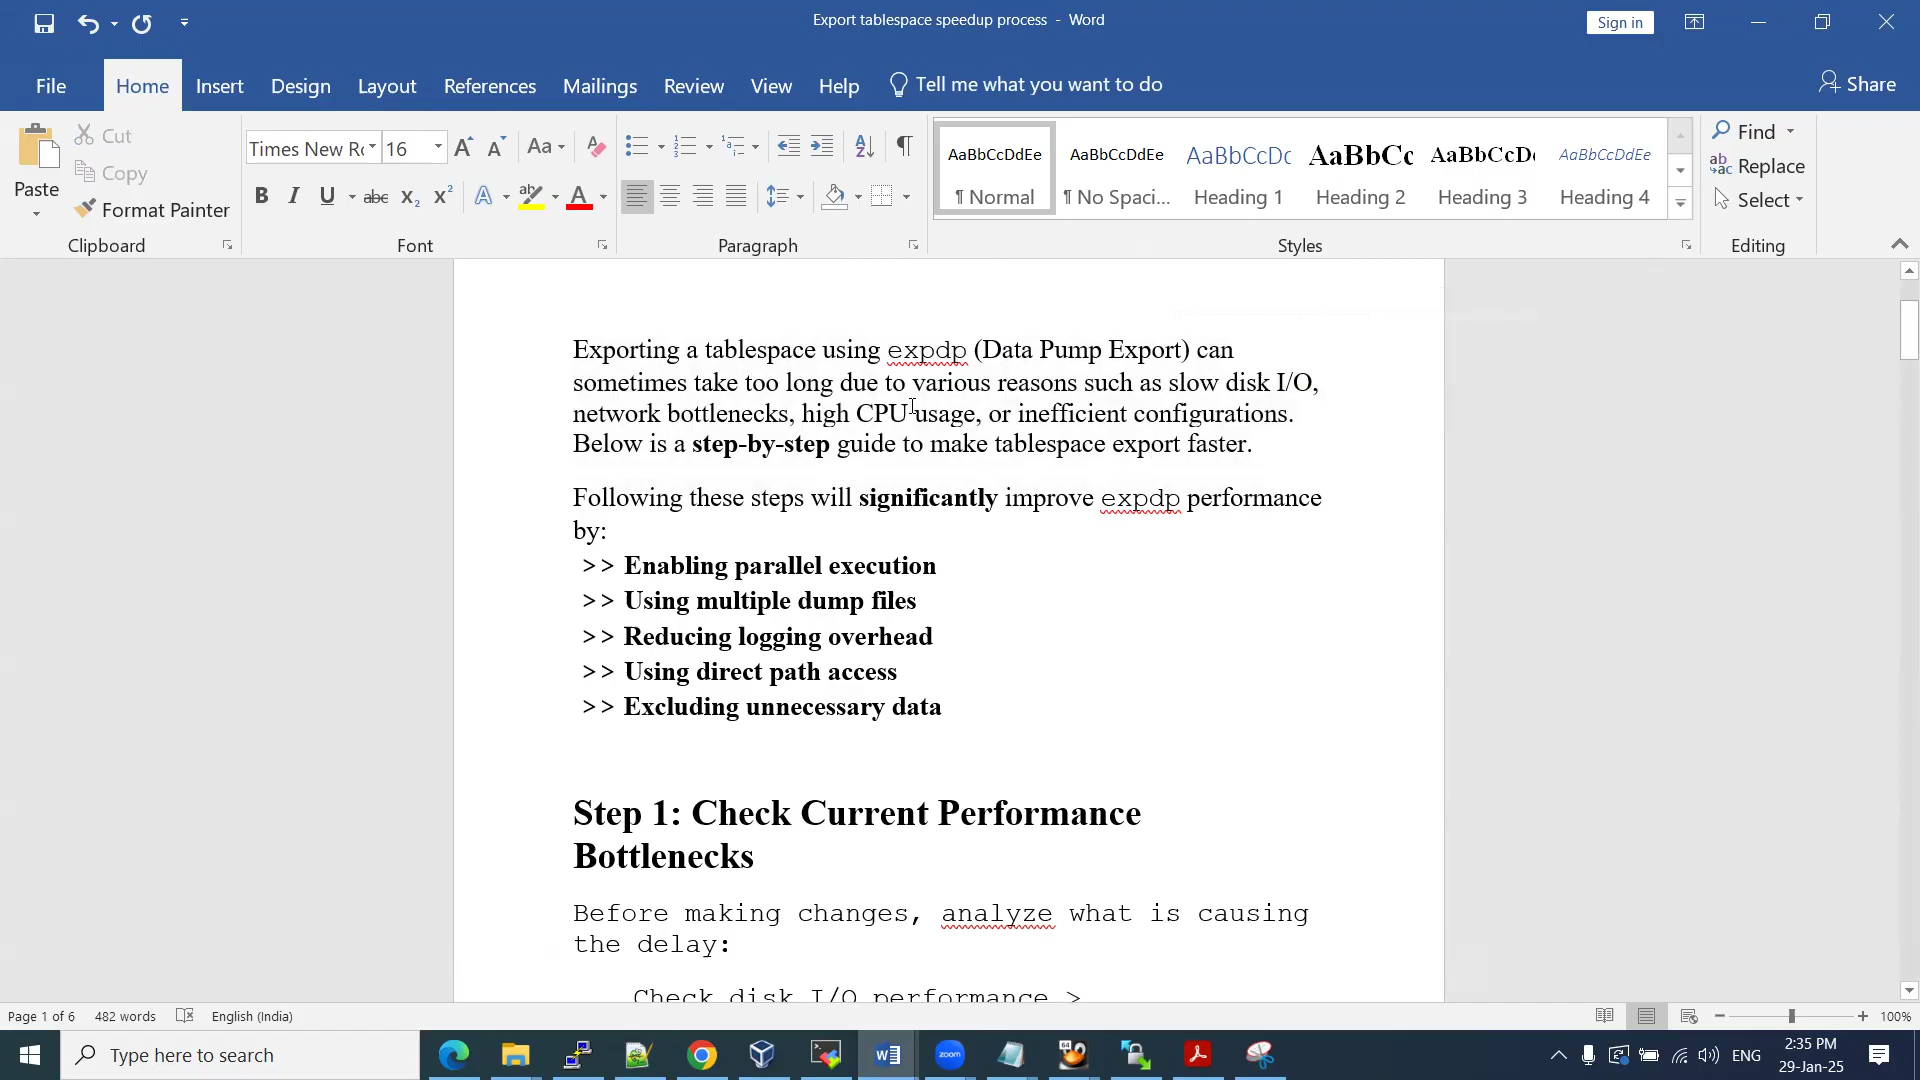 Export tablespace speedup process - Word
Sign in
File Home Insert Design Layout References Mailings Review View Help Tell me what you want to do Share
Paste
Cut
Copy
Format Painter
Clipboard
Times New Ro 16
Font
Paragraph
AaBbCcDdEe AaBbCcDdEe AaBbCcDc AaBbCc AaBbCcDc AaBbCcDdEe
¶ Normal ¶ No Spaci... Heading 1 Heading 2 Heading 3 Heading 4
Styles
Find
Replace
Select
Editing
Exporting a tablespace using expdp (Data Pump Export) can
sometimes take too long due to various reasons such as slow disk I/O,
network bottlenecks, high CPU usage, or inefficient configurations.
Below is a step-by-step guide to make tablespace export faster.
Following these steps will significantly improve expdp performance
by:
>> Enabling parallel execution
>> Using multiple dump files
>> Reducing logging overhead
>> Using direct path access
>> Excluding unnecessary data
Step 1: Check Current Performance
Bottlenecks
Before making changes, analyze what is causing
the delay:
Check disk I/O performance >
Page 1 of 6 482 words English (India) 100%
Type here to search
zoom
64
ENG
2:35 PM
29-Jan-25